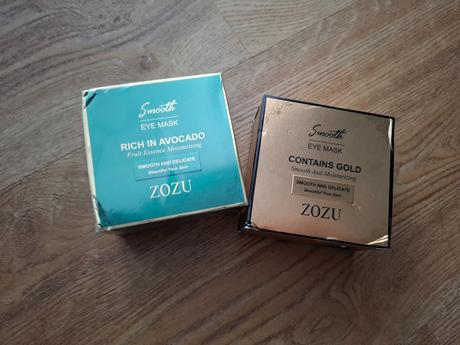 Smooth
EYE MASK
RICH IN AVOCADO
Fruit Essence Moisturizing
SMOOTH AND DELICATE
Beautiful Your Skin
ZOZU
Smooth
EYE MASK
CONTAINS GOLD
Smooth And Moisturizing
SMOOTH AND DELICATE
Beautiful Your Skin
ZOZU